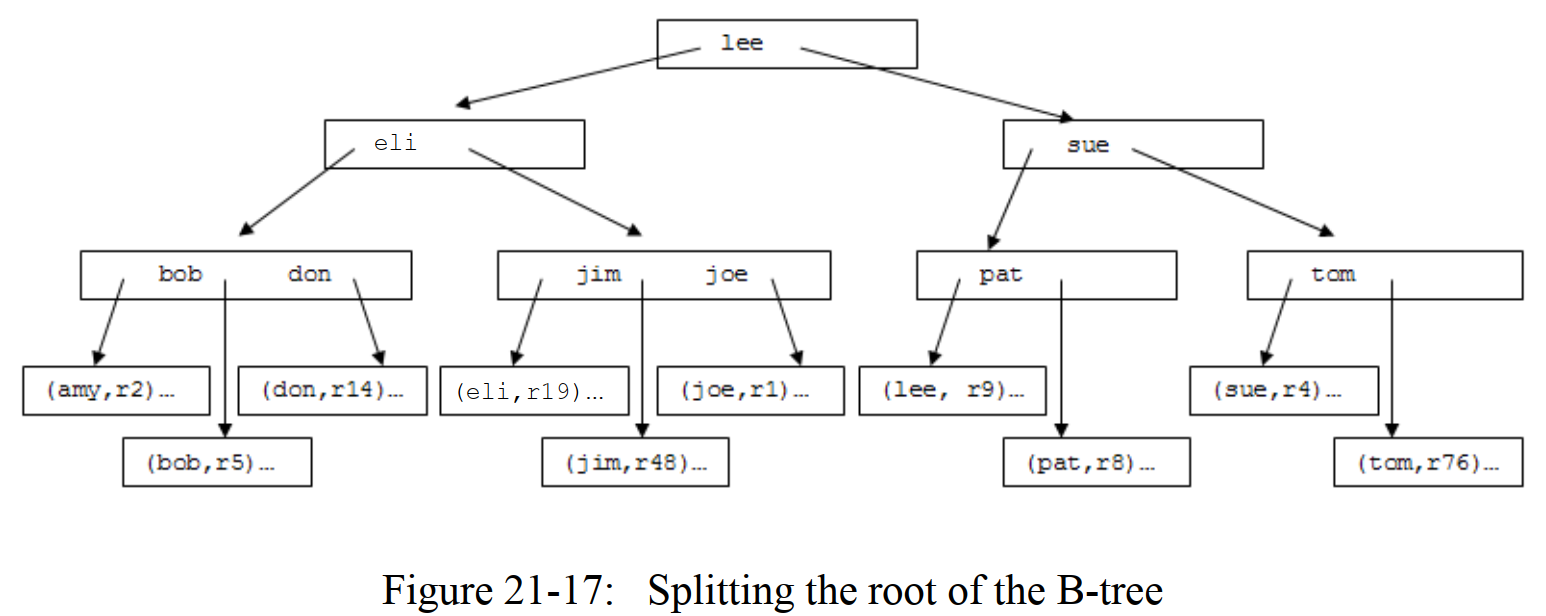 lee
eli
sue
bob don
jim joe
pat
tom
(amy,r2)…
(don,r14)…
(eli,r19)…
(joe,r1)…
(lee, r9)…
(sue,r4)…
(bob,r5)…
(jim,r48)…
(pat,r8)…
(tom,r76)…
Figure 21-17: Splitting the root of the B-tree